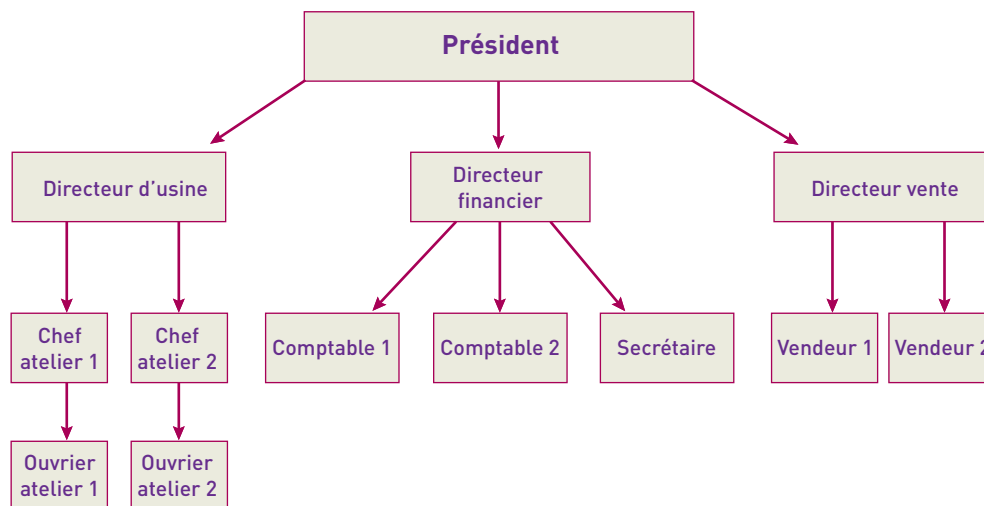 Président
Directeur d'usine
Directeur
financier
Directeur vente
Chef
atelier 1
Chef
atelier 2
Comptable 1
Comptable 2
Secrétaire
Vendeur 1
Vendeur 2
Ouvrier
atelier 1
Ouvrier
atelier 2